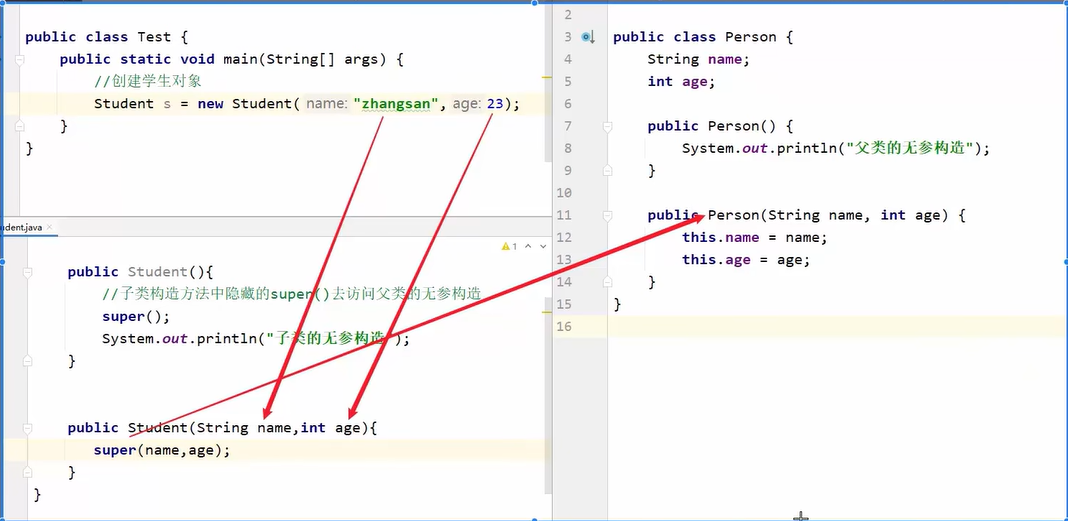 public class Test {
public static void main(String[] args) {
//创建学生对象
Student s = new Student( name: "zhangsan", age: 23);
}
}
udent.java ×
1
public Student(){
//子类构造方法中隐藏的super()去访问父类的无参构造
super();
System.out.println("子类的无参构造");
}
public Student(String name,int age){
super(name,age);
}
}
2
3 public class Person {
4 String name;
5 int age;
6
7 public Person() {
8 System.out.println("父类的无参构造");
9 }
10
11 public Person(String name, int age) {
12 this.name = name;
13 this.age = age;
14 }
15 }
16